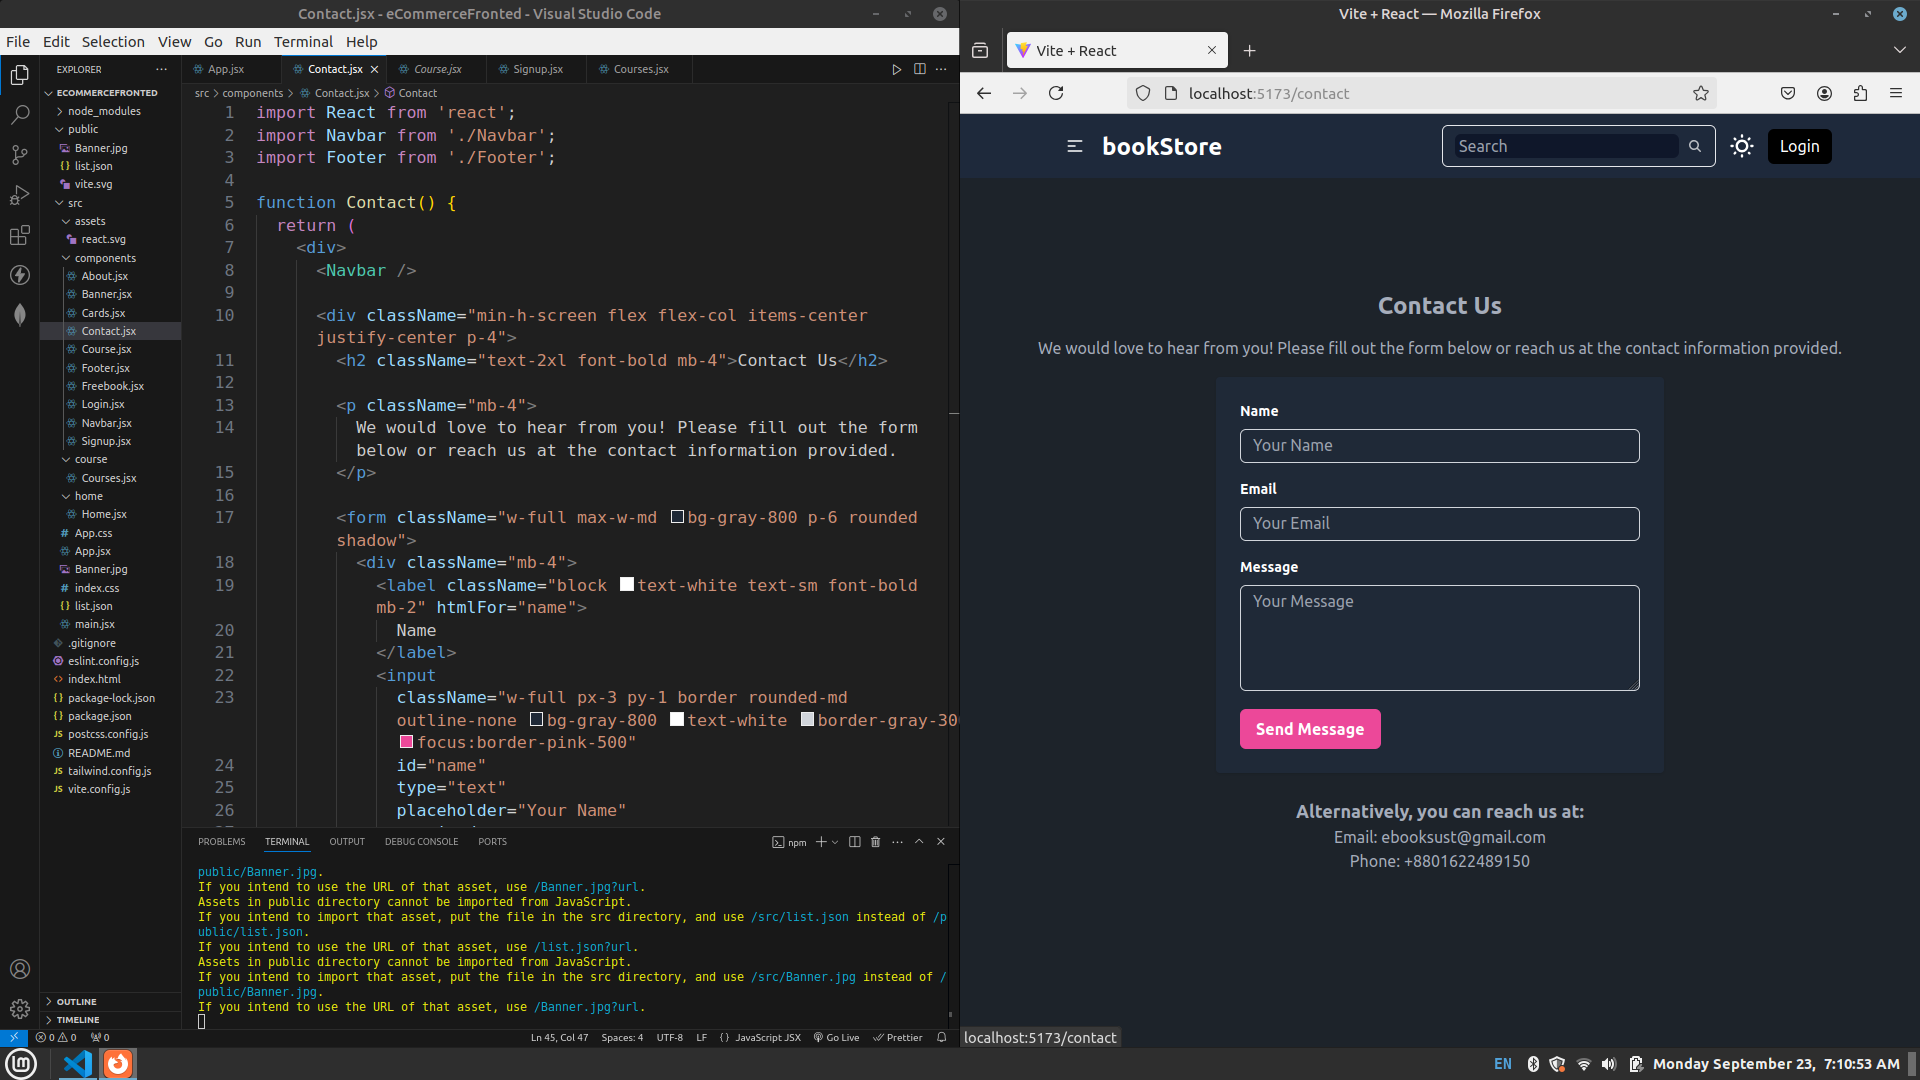 Contact.jsx - eCommerceFronted - Visual Studio Code
File Edit Selection View Go Run Terminal Help
EXPLORER
ECOMMERCEFRONTED
node_modules
public
Banner.jpg
list.json
vite.svg
src
assets
react.svg
components
About.jsx
Banner.jsx
Cards.jsx
Contact.jsx
Course.jsx
Footer.jsx
Freebook.jsx
Login.jsx
Navbar.jsx
Signup.jsx
course
Courses.jsx
home
Home.jsx
App.css
App.jsx
Banner.jpg
index.css
list.json
main.jsx
.gitignore
eslint.config.js
index.html
package-lock.json
package.json
postcss.config.js
README.md
tailwind.config.js
vite.config.js
OUTLINE
TIMELINE
App.jsx Contact.jsx Course.jsx Signup.jsx Courses.jsx
src > components > Contact.jsx > Contact
1 import React from 'react';
2 import Navbar from './Navbar';
3 import Footer from './Footer';
4
5 function Contact() {
6 return (
7 <div>
8 <Navbar />
9
10 <div className="min-h-screen flex flex-col items-center
justify-center p-4">
11 <h2 className="text-2xl font-bold mb-4">Contact Us</h2>
12
13 <p className="mb-4">
14 We would love to hear from you! Please fill out the form
below or reach us at the contact information provided.
15 </p>
16
17 <form className="w-full max-w-md bg-gray-800 p-6 rounded
shadow">
18 <div className="mb-4">
19 <label className="block text-white text-sm font-bold
mb-2" htmlFor="name">
20 Name
21 </label>
22 <input
23 className="w-full px-3 py-1 border rounded-md
outline-none bg-gray-800 text-white border-gray-30
focus:border-pink-500"
24 id="name"
25 type="text"
26 placeholder="Your Name"
PROBLEMS TERMINAL OUTPUT DEBUG CONSOLE PORTS
npm
public/Banner.jpg.
If you intend to use the URL of that asset, use /Banner.jpg?url.
Assets in public directory cannot be imported from JavaScript.
If you intend to import that asset, put the file in the src directory, and use /src/list.json instead of /p
ublic/list.json.
If you intend to use the URL of that asset, use /list.json?url.
Assets in public directory cannot be imported from JavaScript.
If you intend to import that asset, put the file in the src directory, and use /src/Banner.jpg instead of /
public/Banner.jpg.
If you intend to use the URL of that asset, use /Banner.jpg?url.
0 0 0
Ln 45, Col 47 Spaces: 4 UTF-8 LF {} JavaScript JSX Go Live Prettier
Vite + React — Mozilla Firefox
Vite + React
localhost:5173/contact
bookStore
Search
Login
Contact Us
We would love to hear from you! Please fill out the form below or reach us at the contact information provided.
Name
Your Name
Email
Your Email
Message
Your Message
Send Message
Alternatively, you can reach us at:
Email: ebooksust@gmail.com
Phone: +8801622489150
localhost:5173/contact
EN Monday September 23, 7:10:53 AM